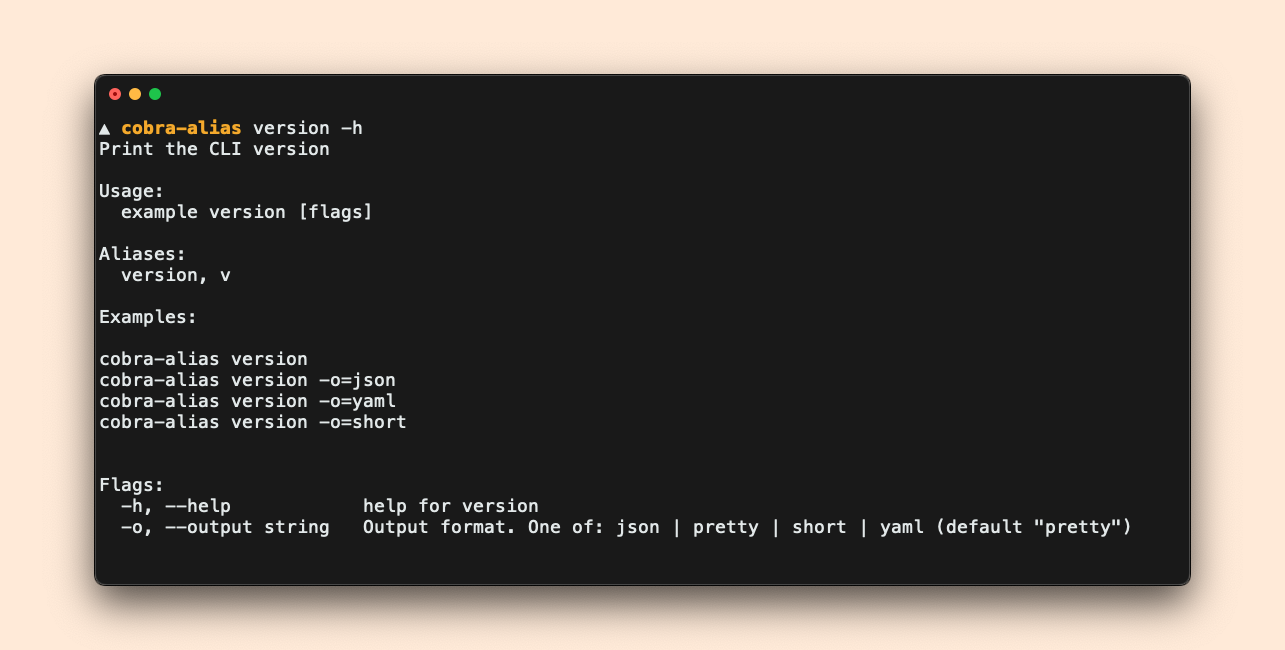 ▲ cobra-alias version -h
Print the CLI version
Usage:
  example version [flags]
Aliases:
  version, v
Examples:
cobra-alias version
cobra-alias version -o=json
cobra-alias version -o=yaml
cobra-alias version -o=short
Flags:
  -h, --help            help for version
  -o, --output string   Output format. One of: json | pretty | short | yaml (default "pretty")